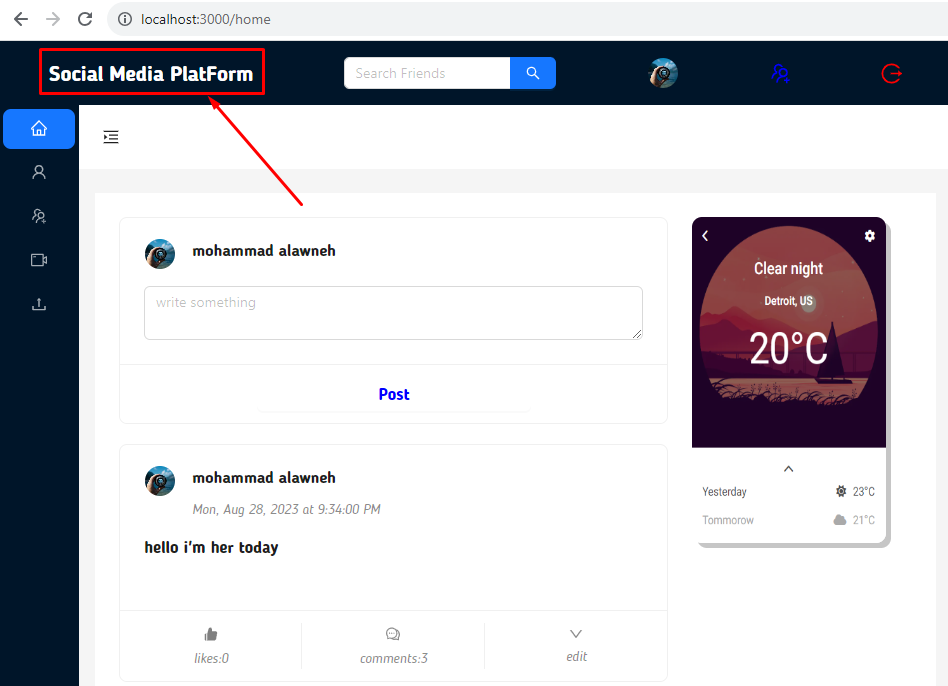 localhost:3000/home
Social Media PlatForm
Search Friends
mohammad alawneh
write something
Post
mohammad alawneh
Mon, Aug 28, 2023 at 9:34:00 PM
hello i'm her today
likes:0
comments:3
edit
Clear night
Detroit, US
20°C
Yesterday
23°C
Tommorow
21°C